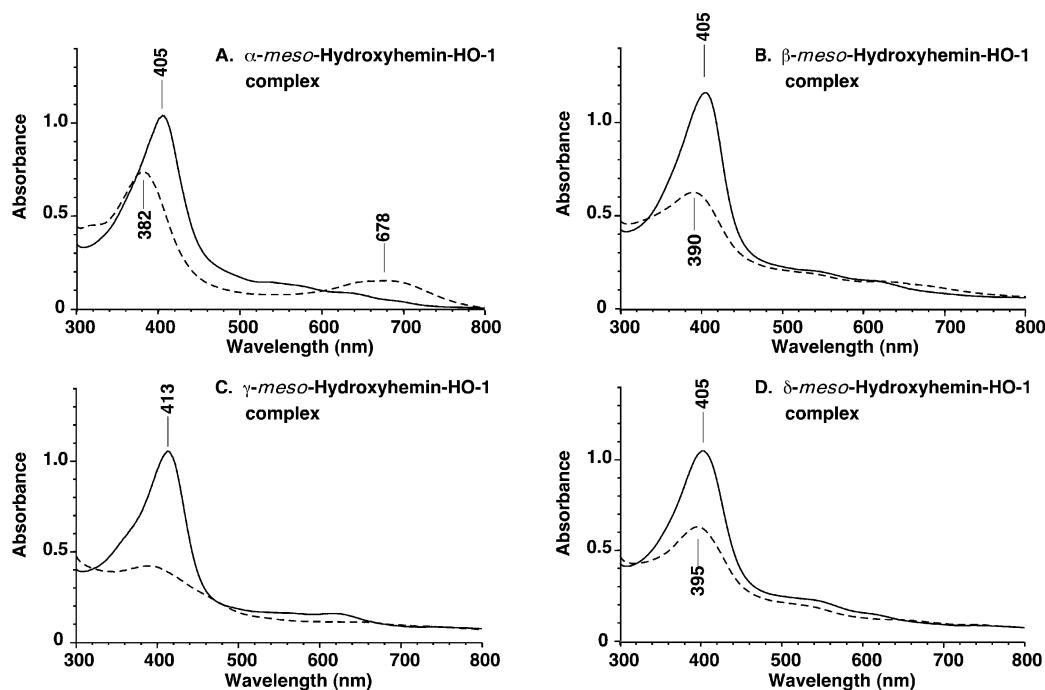 A. α-meso-Hydroxyhemin-HO-1
complex
405
382
678
Absorbance
1.0
0.5
0
300 400 500 600 700 800
Wavelength (nm)
B. β-meso-Hydroxyhemin-HO-1
complex
405
390
Absorbance
1.0
0.5
0
300 400 500 600 700 800
Wavelength (nm)
C. γ-meso-Hydroxyhemin-HO-1
complex
413
Absorbance
1.0
0.5
0
300 400 500 600 700 800
Wavelength (nm)
D. δ-meso-Hydroxyhemin-HO-1
complex
405
395
Absorbance
1.0
0.5
0
300 400 500 600 700 800
Wavelength (nm)